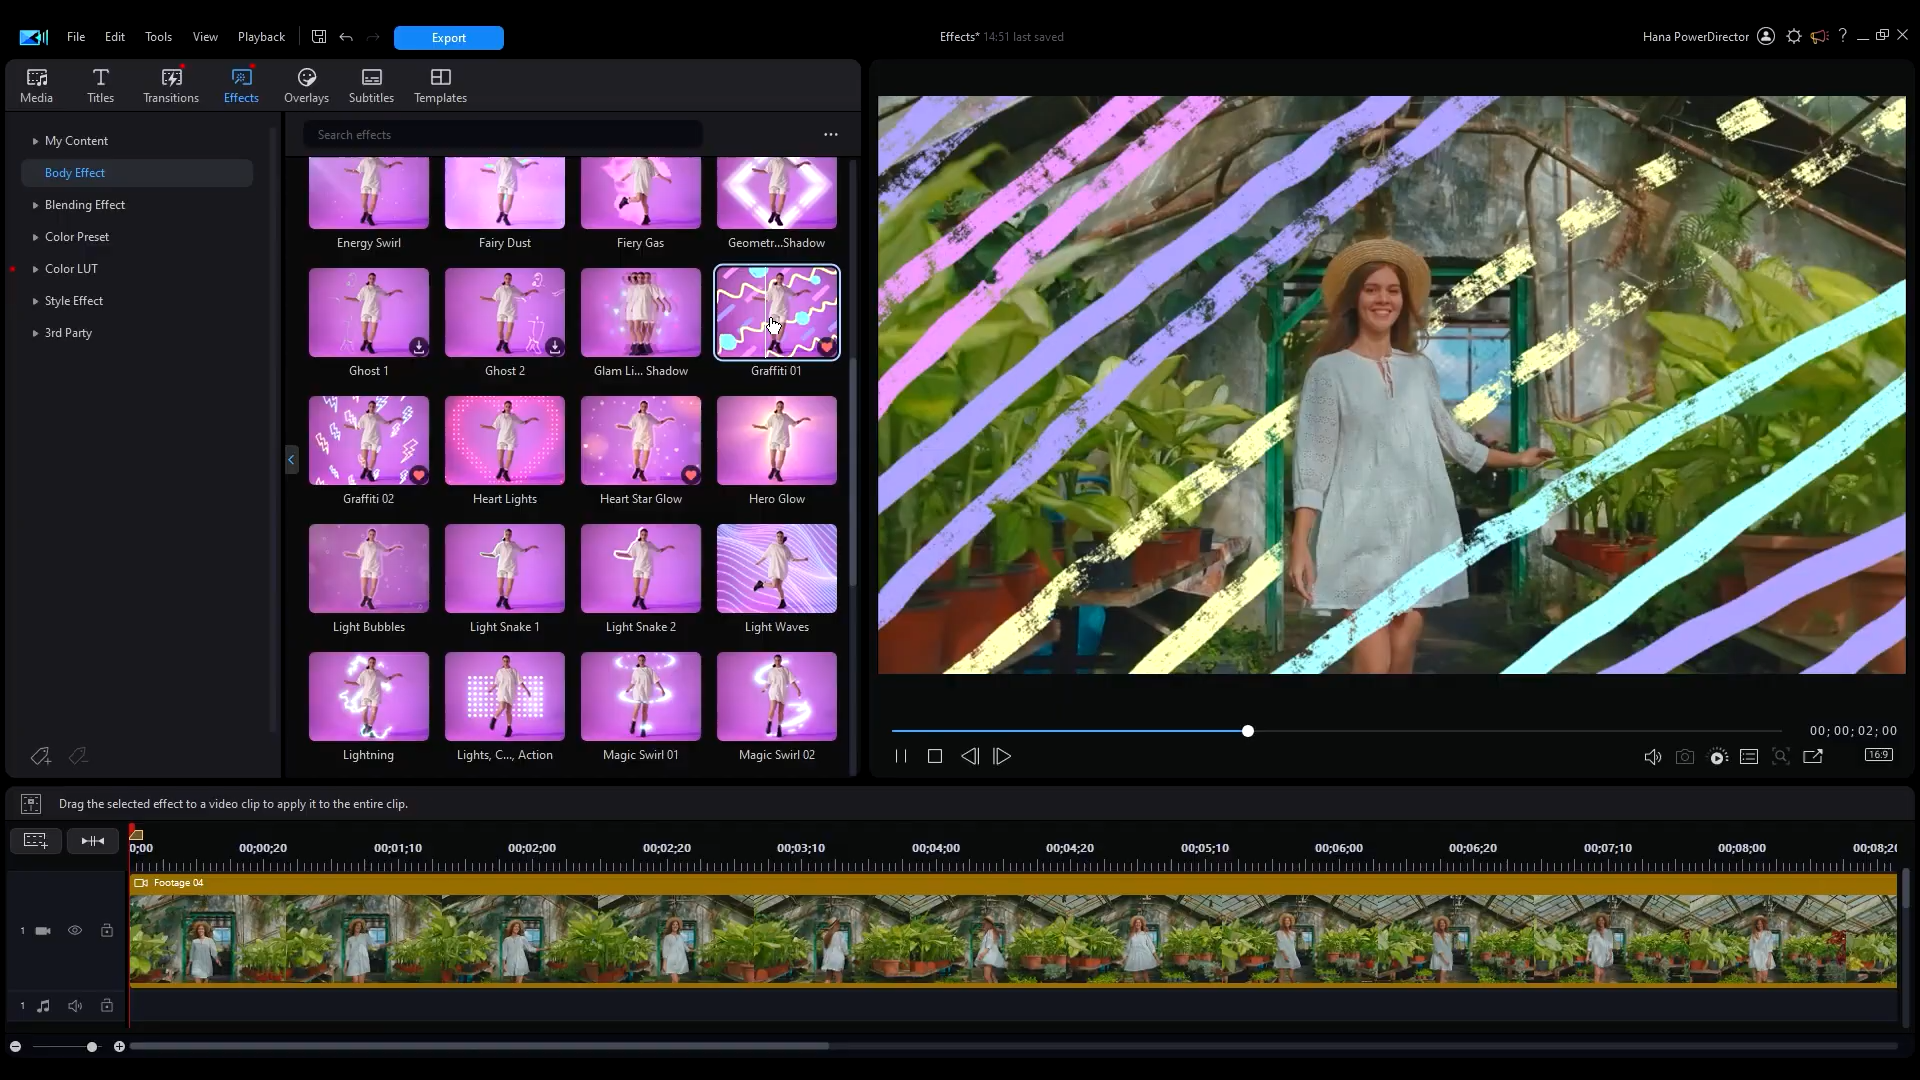 File Edit Tools View Playback Export Effects* 14:51 last saved Hana PowerDirector ?
Media Titles Transitions Effects Overlays Subtitles Templates
Search effects
My Content
Body Effect
Blending Effect
Color Preset
Color LUT
Style Effect
3rd Party
Energy Swirl Fairy Dust Fiery Gas Geometr...Shadow
Ghost 1 Ghost 2 Glam Li... Shadow Graffiti 01
Graffiti 02 Heart Lights Heart Star Glow Hero Glow
Light Bubbles Light Snake 1 Light Snake 2 Light Waves
Lightning Lights, C..., Action Magic Swirl 01 Magic Swirl 02
00; 00; 02; 00
16:9
Drag the selected effect to a video clip to apply it to the entire clip.
0;00 00;00;20 00;01;10 00;02;00 00;02;20 00;03;10 00;04;00 00;04;20 00;05;10 00;06;00 00;06;20 00;07;10 00;08;00 00;08;20
Footage 04
1
1